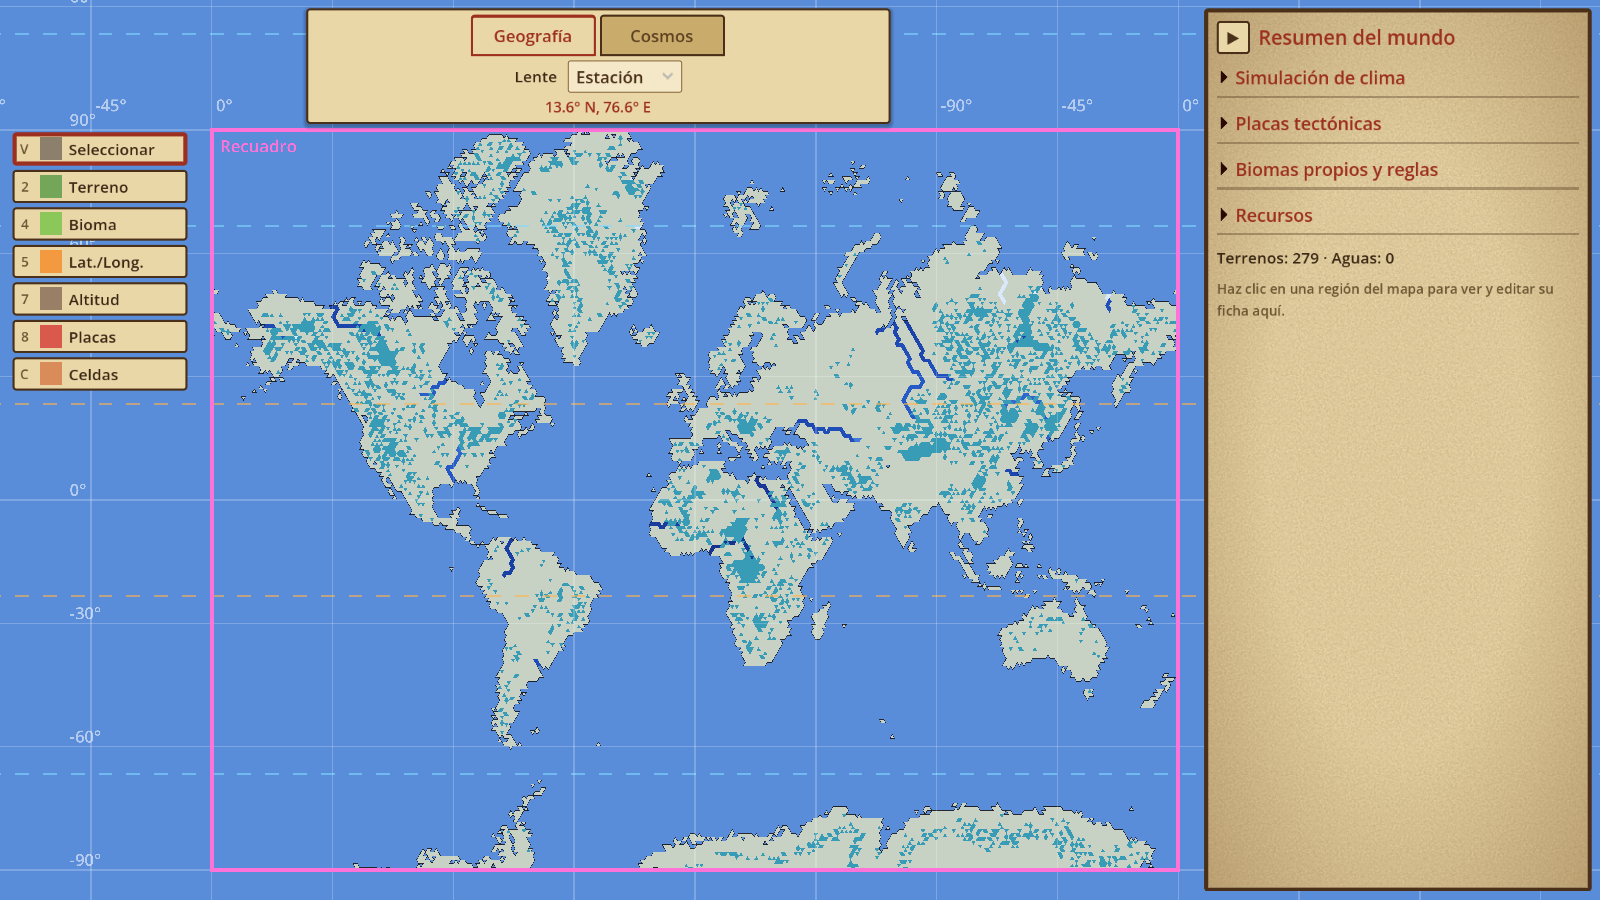 Geografía
Cosmos
Lente
Estación
13.6° N, 76.6° E
-45°
0°
-90°
-45°
0°
90°
0°
-30°
-60°
-90°
V Seleccionar
2 Terreno
4 Bioma
5 Lat./Long.
7 Altitud
8 Placas
C Celdas
Recuadro
Resumen del mundo
Simulación de clima
Placas tectónicas
Biomas propios y reglas
Recursos
Terrenos: 279 · Aguas: 0
Haz clic en una región del mapa para ver y editar su
ficha aquí.